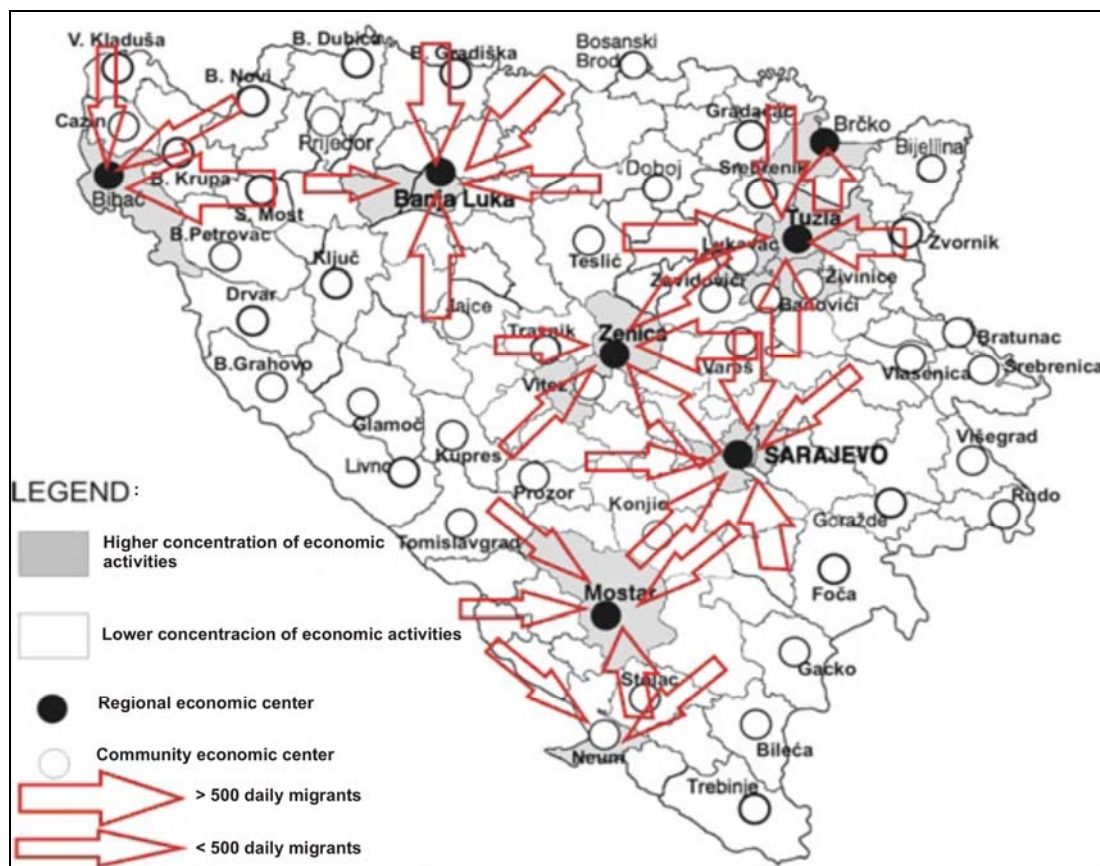 V. Kladuša
B. Dubica
B. Gradiška
Bosanski
Brod
B. Novi
Cazin
Prijedor
Gradačac
Brčko
Bijeljina
Bihać
B. Krupa
Banja Luka
Doboj
Srebrenik
S. Most
Tuzla
B.Petrovac
Ključ
Teslić
Lukavac
Zvornik
Živinice
Zavidovići
Banovići
Drvar
Jajce
Travnik
Zenica
Bratunac
B.Grahovo
Vitez
Vareš
Vlasenica
Srebrenica
Glamoč
Kupres
SARAJEVO
Višegrad
Livno
Prozor
Konjic
Goražde
Rudo
Tomislavgrad
Mostar
Foča
Gacko
Stolac
Neum
Bileća
Trebinje
LEGEND:
Higher concentration of economic
activities
Lower concentracion of economic activities
Regional economic center
Community economic center
> 500 daily migrants
< 500 daily migrants